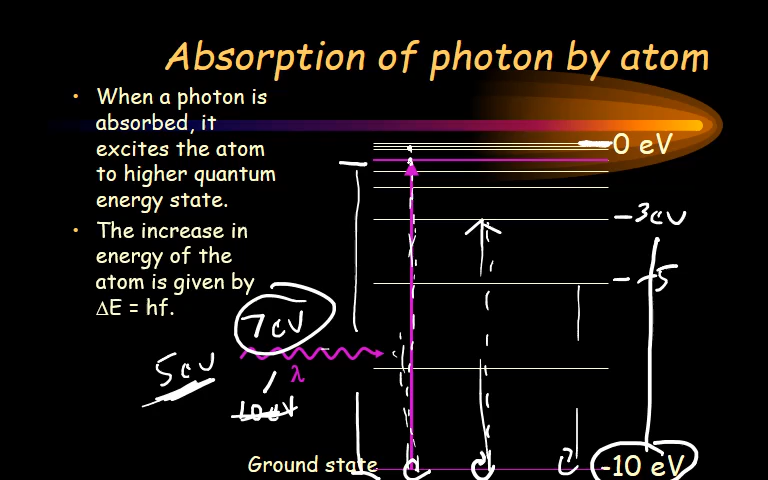 Absorption of photon by atom
• When a photon is
absorbed, it
excites the atom
to higher quantum
energy state.
• The increase in
energy of the
atom is given by
ΔE = hf.
0 eV
-3eV
-5
7eV
5eV
λ
10eV
Ground state
-10 eV